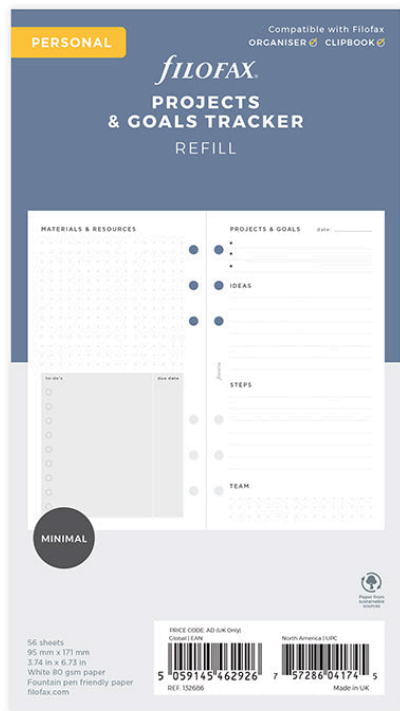 PERSONAL
Compatible with Filofax
ORGANISER CLIPBOOK
fILOFAX®
PROJECTS
& GOALS TRACKER
REFILL
MATERIALS & RESOURCES
PROJECTS & GOALS date:
IDEAS
to-do's due date
filofax
STEPS
TEAM
MINIMAL
Paper from
sustainable
sources
56 sheets
95 mm x 171 mm
3.74 in x 6.73 in
White 80 gsm paper
Fountain pen friendly paper
filofax.com
PRICE CODE: AD (UK Only)
Global | EAN
North America | UPC
5 059145 462926
7 57286 04174 5
REF. 132686
Made in UK